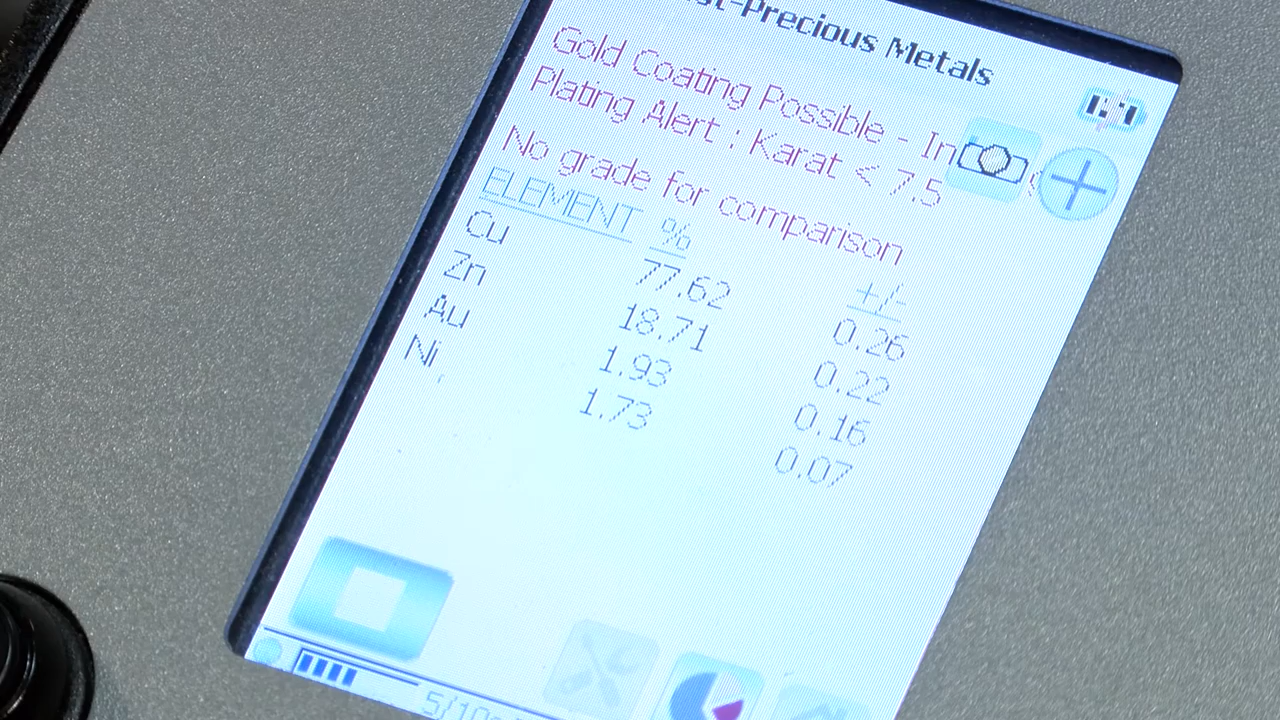 Precious Metals
Gold Coating Possible -
Plating Alert : Karat < 7.5
No grade for comparison
ELEMENT % +/-
Cu 77.62 0.26
Zn 18.71 0.22
Au 1.93 0.16
Ni 1.73 0.07